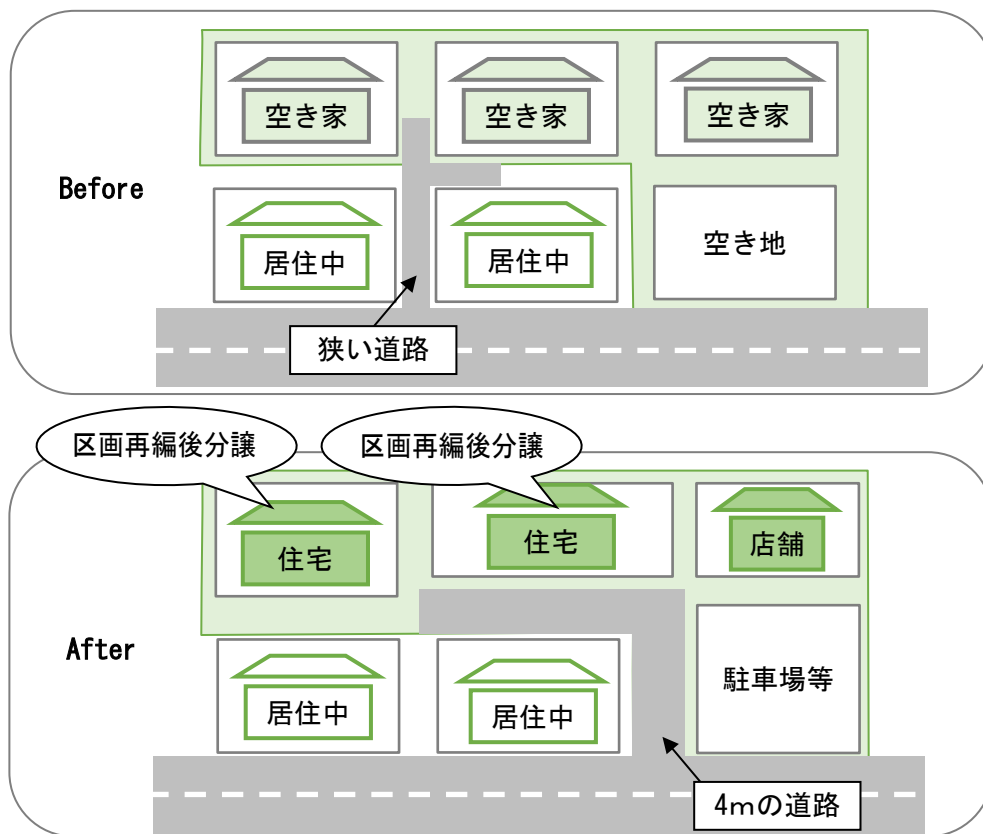 空き家
空き家
空き家
Before
居住中
居住中
空き地
狭い道路
区画再編後分譲
区画再編後分譲
住宅
住宅
店舗
After
居住中
居住中
駐車場等
4mの道路